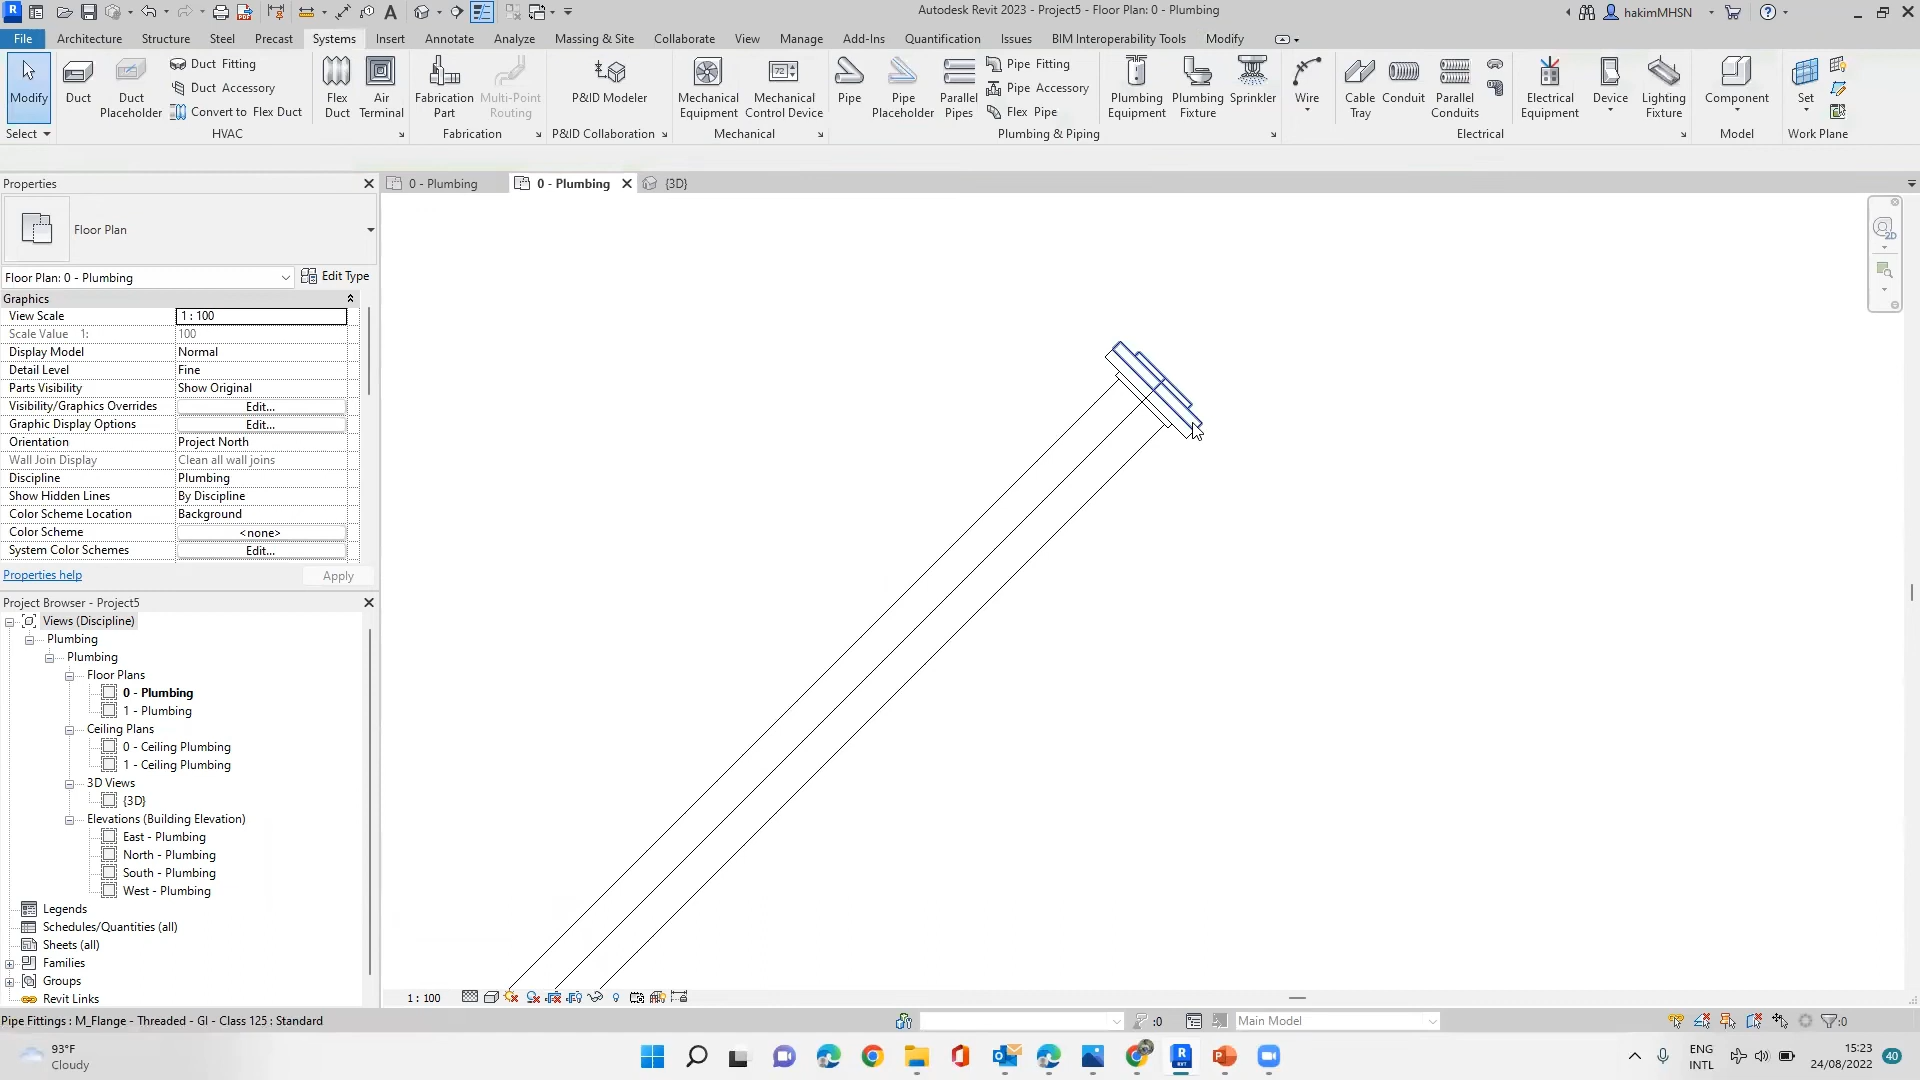 Autodesk Revit 2023 - Project5 - Floor Plan: 0 - Plumbing
hakimMHSN
File
Architecture
Structure
Steel
Precast
Systems
Insert
Annotate
Analyze
Massing & Site
Collaborate
View
Manage
Add-Ins
Quantification
Issues
BIM Interoperability Tools
Modify
Modify
Duct
Duct
Placeholder
Duct Fitting
Duct Accessory
Convert to Flex Duct
Flex
Duct
Air
Terminal
Fabrication
Part
Multi-Point
Routing
P&ID Modeler
Mechanical
Equipment
Mechanical
Control Device
Pipe
Pipe
Placeholder
Parallel
Pipes
Pipe Fitting
Pipe Accessory
Flex Pipe
Plumbing
Equipment
Plumbing
Fixture
Sprinkler
Wire
Cable
Tray
Conduit
Parallel
Conduits
Electrical
Equipment
Device
Lighting
Fixture
Component
Set
Select
HVAC
Fabrication
P&ID Collaboration
Mechanical
Plumbing & Piping
Electrical
Model
Work Plane
Properties
0 - Plumbing
0 - Plumbing
{3D}
Floor Plan
Floor Plan: 0 - Plumbing
Edit Type
Graphics
View Scale 1 : 100
Scale Value 1: 100
Display Model Normal
Detail Level Fine
Parts Visibility Show Original
Visibility/Graphics Overrides Edit...
Graphic Display Options Edit...
Orientation Project North
Wall Join Display Clean all wall joins
Discipline Plumbing
Show Hidden Lines By Discipline
Color Scheme Location Background
Color Scheme <none>
System Color Schemes Edit...
Properties help
Apply
Project Browser - Project5
Views (Discipline)
Plumbing
Plumbing
Floor Plans
0 - Plumbing
1 - Plumbing
Ceiling Plans
0 - Ceiling Plumbing
1 - Ceiling Plumbing
3D Views
{3D}
Elevations (Building Elevation)
East - Plumbing
North - Plumbing
South - Plumbing
West - Plumbing
Legends
Schedules/Quantities (all)
Sheets (all)
Families
Groups
Revit Links
1 : 100
Pipe Fittings : M_Flange - Threaded - GI - Class 125 : Standard
:0
Main Model
:0
93°F
Cloudy
ENG
INTL
15:23
24/08/2022
40